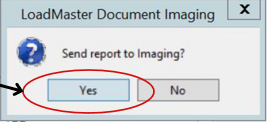 LoadMaster Document Imaging
X
Send report to Imaging?
Yes
No